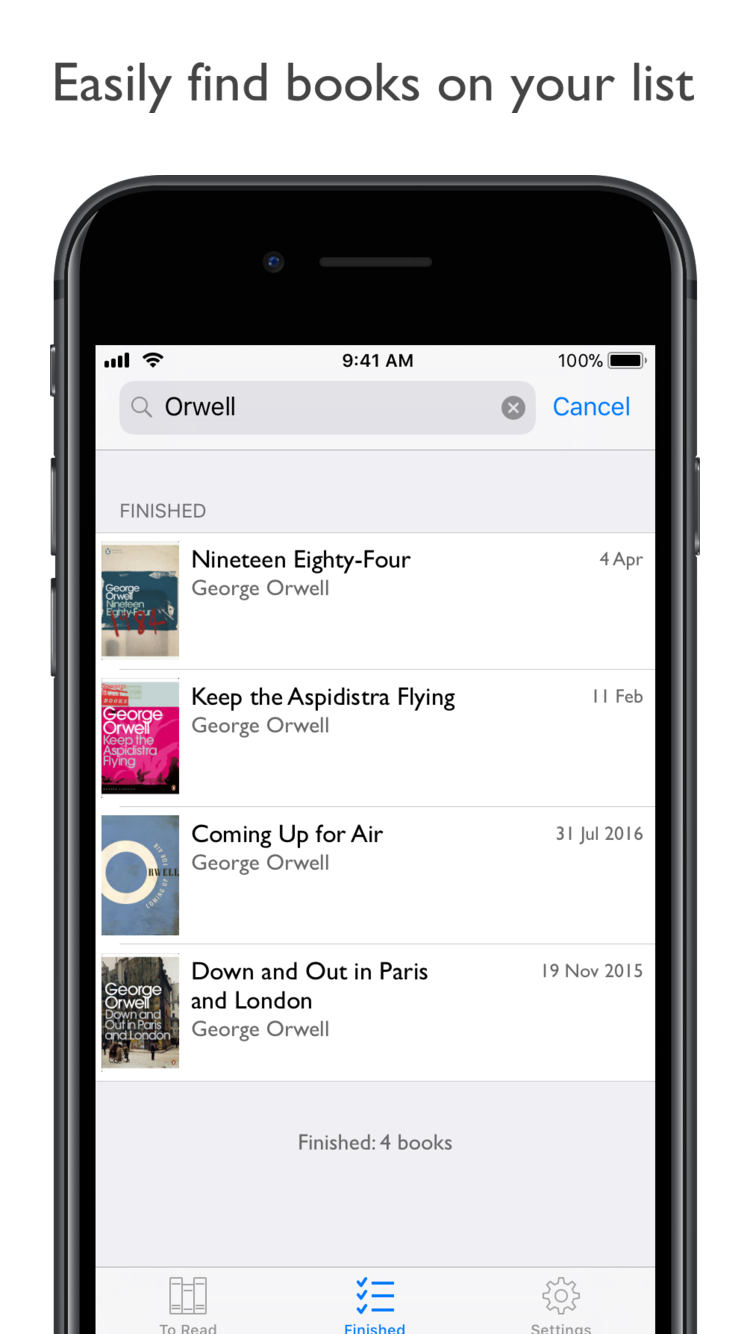 Easily find books on your list
9:41 AM
100%
Orwell
Cancel
FINISHED
George
Orwell
Nineteen
Eighty-Four
1984
Nineteen Eighty-Four
4 Apr
George Orwell
BOOKS
George
Orwell
Keep the
Aspidistra
Flying
Keep the Aspidistra Flying
11 Feb
George Orwell
ORWELL
COMING UP
AIR FOR
Coming Up for Air
31 Jul 2016
George Orwell
George
Orwell
Down and
Out in Paris
and London
Down and Out in Paris
and London
19 Nov 2015
George Orwell
Finished: 4 books
To Read
Finished
Settings